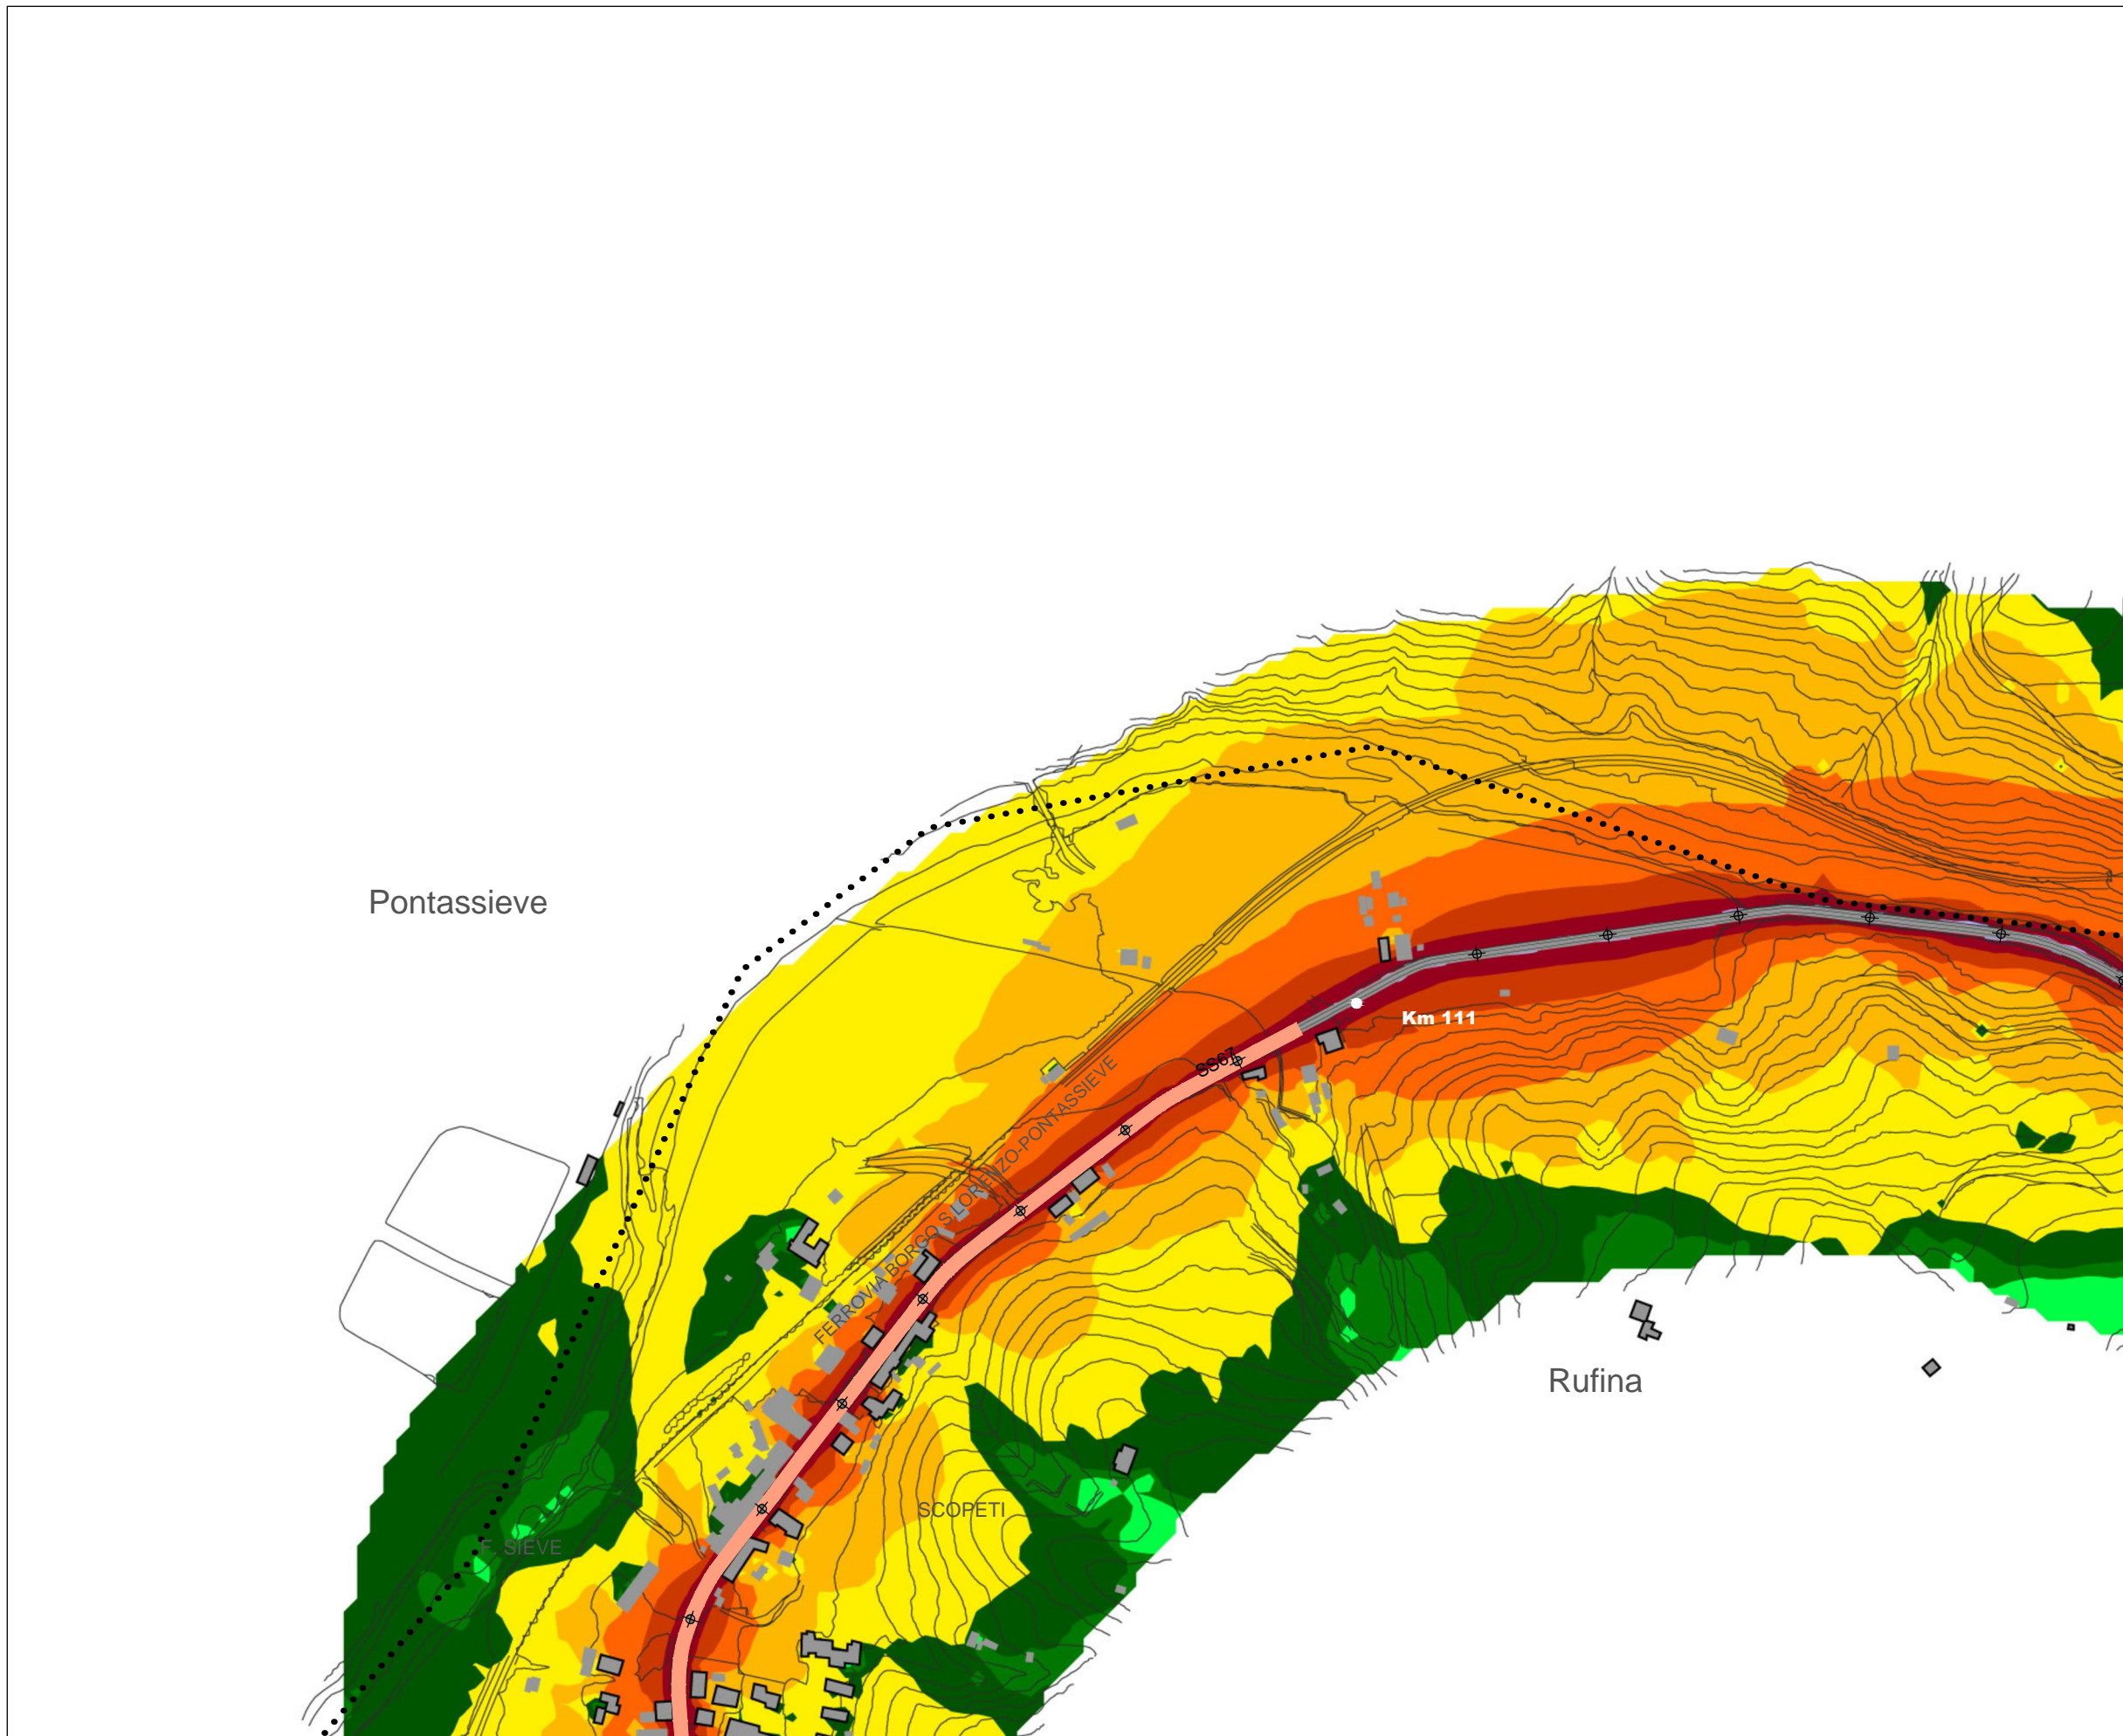 Pontassieve
Km 111
SS67
FERROVIA BORGO S.LORENZO-PONTASSIEVE
Rufina
SCOPETI
F. SIEVE